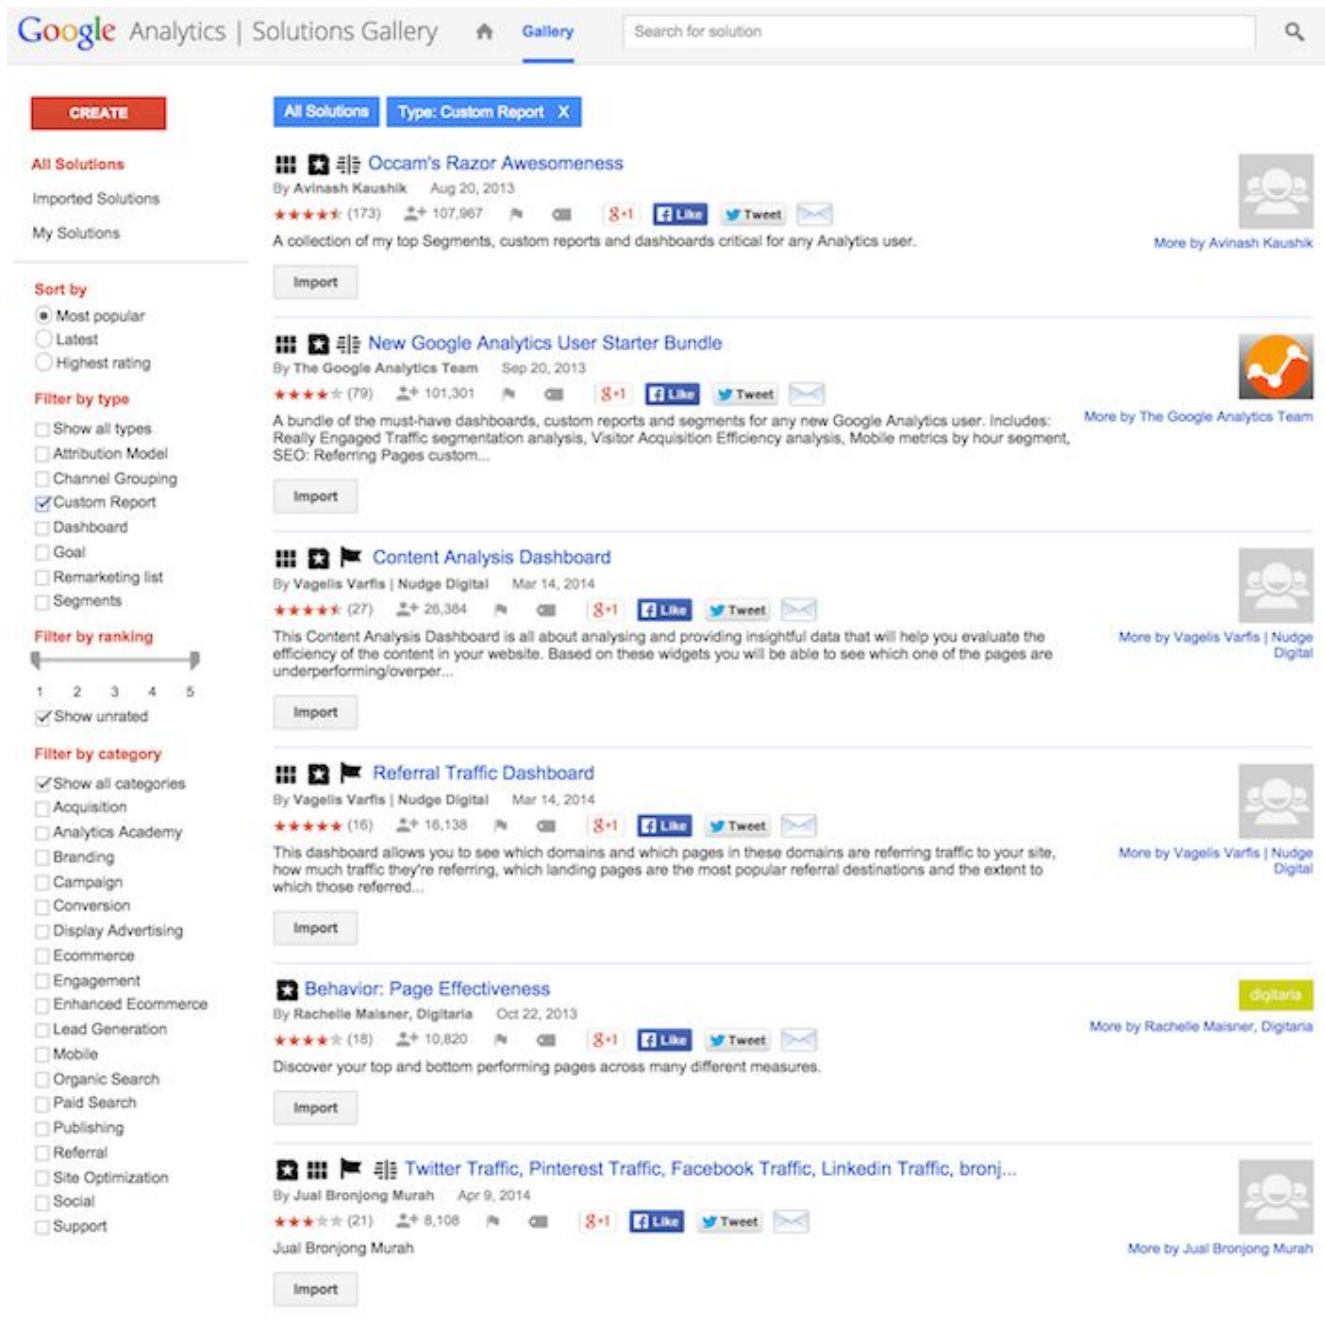 Google Analytics | Solutions Gallery
Gallery
Search for solution
CREATE
All Solutions
Imported Solutions
My Solutions
Sort by
Most popular
Latest
Highest rating
Filter by type
Show all types
Attribution Model
Channel Grouping
Custom Report
Dashboard
Goal
Remarketing list
Segments
Filter by ranking
1 2 3 4 5
Show unrated
Filter by category
Show all categories
Acquisition
Analytics Academy
Branding
Campaign
Conversion
Display Advertising
Ecommerce
Engagement
Enhanced Ecommerce
Lead Generation
Mobile
Organic Search
Paid Search
Publishing
Referral
Site Optimization
Social
Support
All Solutions Type: Custom Report X
Occam's Razor Awesomeness
By Avinash Kaushik Aug 20, 2013
(173) 107,967 g+1 Like Tweet
A collection of my top Segments, custom reports and dashboards critical for any Analytics user.
Import
More by Avinash Kaushik
New Google Analytics User Starter Bundle
By The Google Analytics Team Sep 20, 2013
(79) 101,301 g+1 Like Tweet
A bundle of the must-have dashboards, custom reports and segments for any new Google Analytics user. Includes:
Really Engaged Traffic segmentation analysis, Visitor Acquisition Efficiency analysis, Mobile metrics by hour segment,
SEO: Referring Pages custom...
Import
More by The Google Analytics Team
Content Analysis Dashboard
By Vagelis Varfis | Nudge Digital Mar 14, 2014
(27) 26,384 g+1 Like Tweet
This Content Analysis Dashboard is all about analysing and providing insightful data that will help you evaluate the
efficiency of the content in your website. Based on these widgets you will be able to see which one of the pages are
underperforming/overper...
Import
More by Vagelis Varfis | Nudge
Digital
Referral Traffic Dashboard
By Vagelis Varfis | Nudge Digital Mar 14, 2014
(16) 16,138 g+1 Like Tweet
This dashboard allows you to see which domains and which pages in these domains are referring traffic to your site,
how much traffic they're referring, which landing pages are the most popular referral destinations and the extent to
which those referred...
Import
More by Vagelis Varfis | Nudge
Digital
Behavior: Page Effectiveness
By Rachelle Maisner, Digitaria Oct 22, 2013
(18) 10,820 g+1 Like Tweet
Discover your top and bottom performing pages across many different measures.
Import
digitaria
More by Rachelle Maisner, Digitaria
Twitter Traffic, Pinterest Traffic, Facebook Traffic, Linkedin Traffic, bronj...
By Jual Bronjong Murah Apr 9, 2014
(21) 8,108 g+1 Like Tweet
Jual Bronjong Murah
Import
More by Jual Bronjong Murah